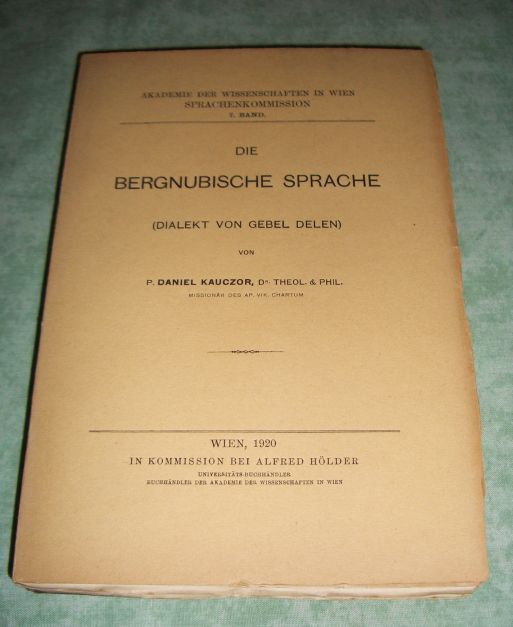 AKADEMIE DER WISSENSCHAFTEN IN WIEN
SPRACHENKOMMISSION
7. BAND.
DIE
BERGNUBISCHE SPRACHE
(DIALEKT VON GEBEL DELEN)
VON
P. DANIEL KAUCZOR, DR. THEOL. & PHIL.
MISSIONÄR DES AP. VIK. CHARTUM
WIEN, 1920
IN KOMMISSION BEI ALFRED HÖLDER
UNIVERSITÄTS-BUCHHÄNDLER
BUCHHÄNDLER DER AKADEMIE DER WISSENSCHAFTEN IN WIEN